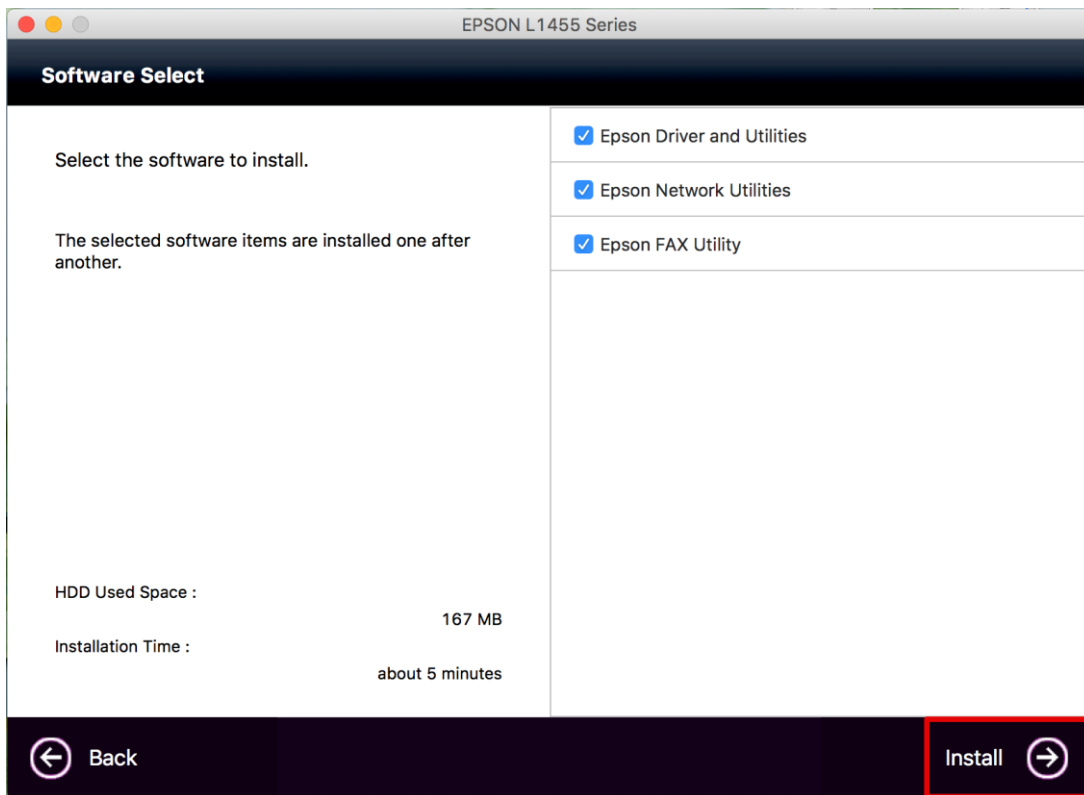 EPSON L1455 Series
Software Select
Select the software to install.
The selected software items are installed one after
another.
HDD Used Space :
167 MB
Installation Time :
about 5 minutes
Epson Driver and Utilities
Epson Network Utilities
Epson FAX Utility
Back
Install